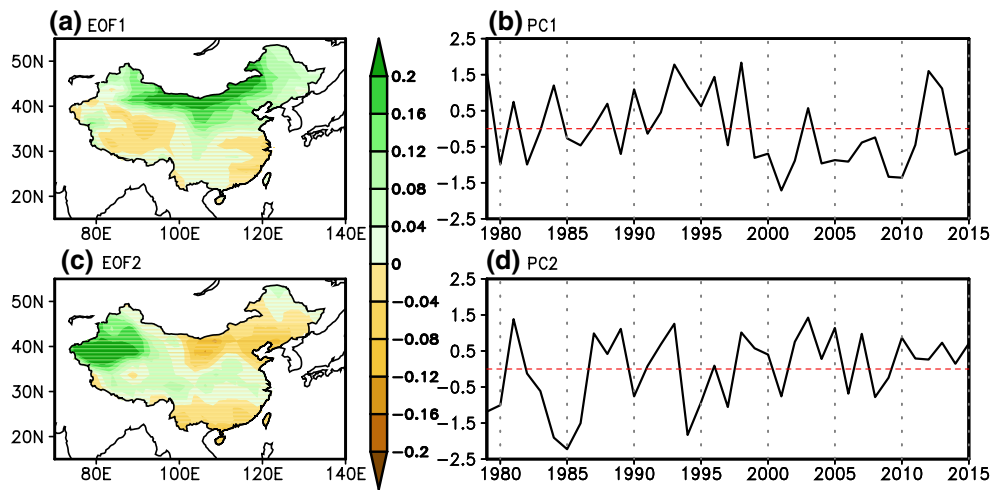 (a) EOF1
50N
40N
30N
20N
80E 100E 120E 140E
0.2
0.16
0.12
0.08
0.04
0
−0.04
−0.08
−0.12
−0.16
−0.2
(b) PC1
2.5
1.5
0.5
−0.5
−1.5
−2.5
1980 1985 1990 1995 2000 2005 2010 2015
(c) EOF2
50N
40N
30N
20N
80E 100E 120E 140E
(d) PC2
2.5
1.5
0.5
−0.5
−1.5
−2.5
1980 1985 1990 1995 2000 2005 2010 2015